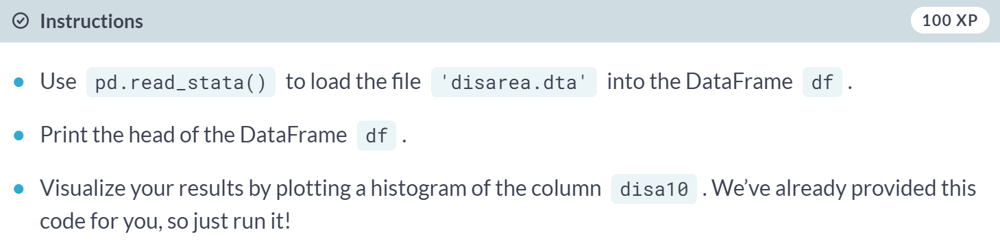 Instructions
100 XP
Use pd.read_stata() to load the file 'disarea.dta' into the DataFrame df .
Print the head of the DataFrame df .
Visualize your results by plotting a histogram of the column disa10 . We’ve already provided this
code for you, so just run it!